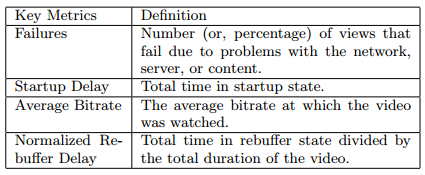 Key Metrics Definition
Failures Number (or, percentage) of views that
fail due to problems with the network,
server, or content.
Startup Delay Total time in startup state.
Average Bitrate The average bitrate at which the video
was watched.
Normalized Re- Total time in rebuffer state divided by
buffer Delay the total duration of the video.